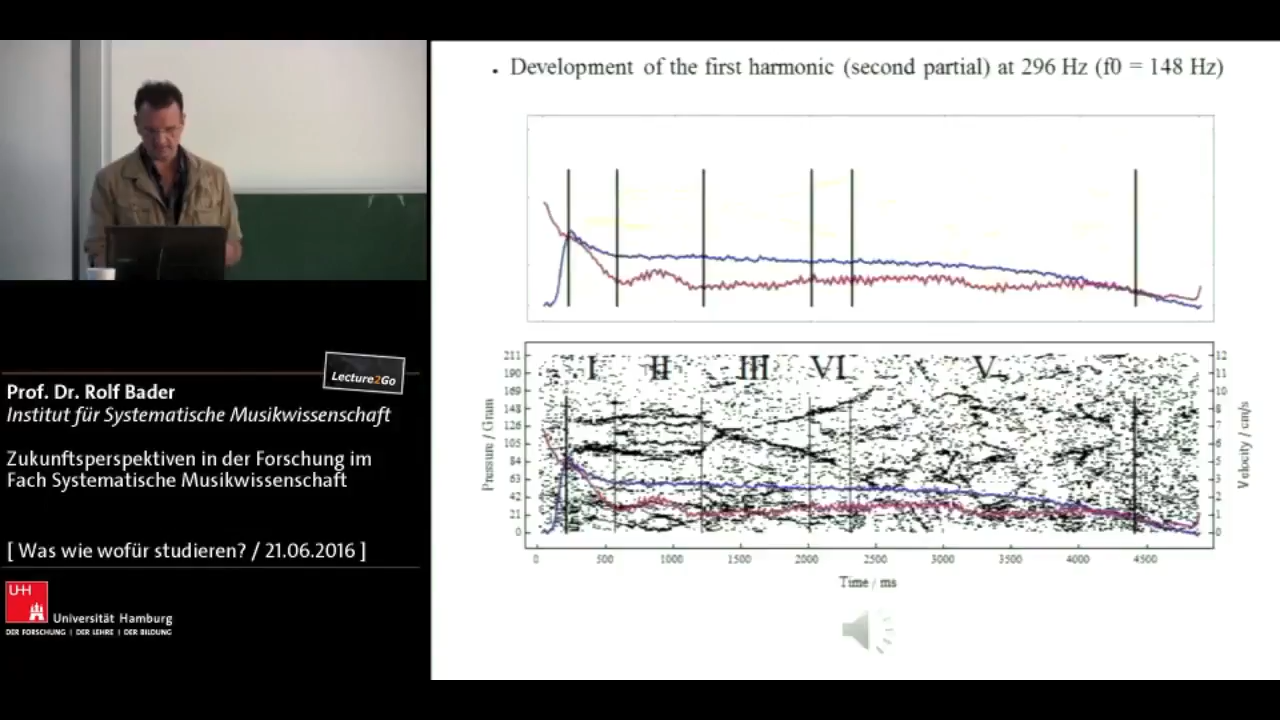 • Development of the first harmonic (second partial) at 296 Hz (f0 = 148 Hz)
I II III VI V
211
190
169
148
126
105
84
63
42
21
0
Pressure / Gram
12
11
10
9
8
7
6
5
4
3
2
1
0
Velocity / cm/s
0 500 1000 1500 2000 2500 3000 3500 4000 4500
Time / ms
Lecture2Go
Prof. Dr. Rolf Bader
Institut für Systematische Musikwissenschaft
Zukunftsperspektiven in der Forschung im
Fach Systematische Musikwissenschaft
[ Was wie wofür studieren? / 21.06.2016 ]
UH
Universität Hamburg
DER FORSCHUNG | DER LEHRE | DER BILDUNG